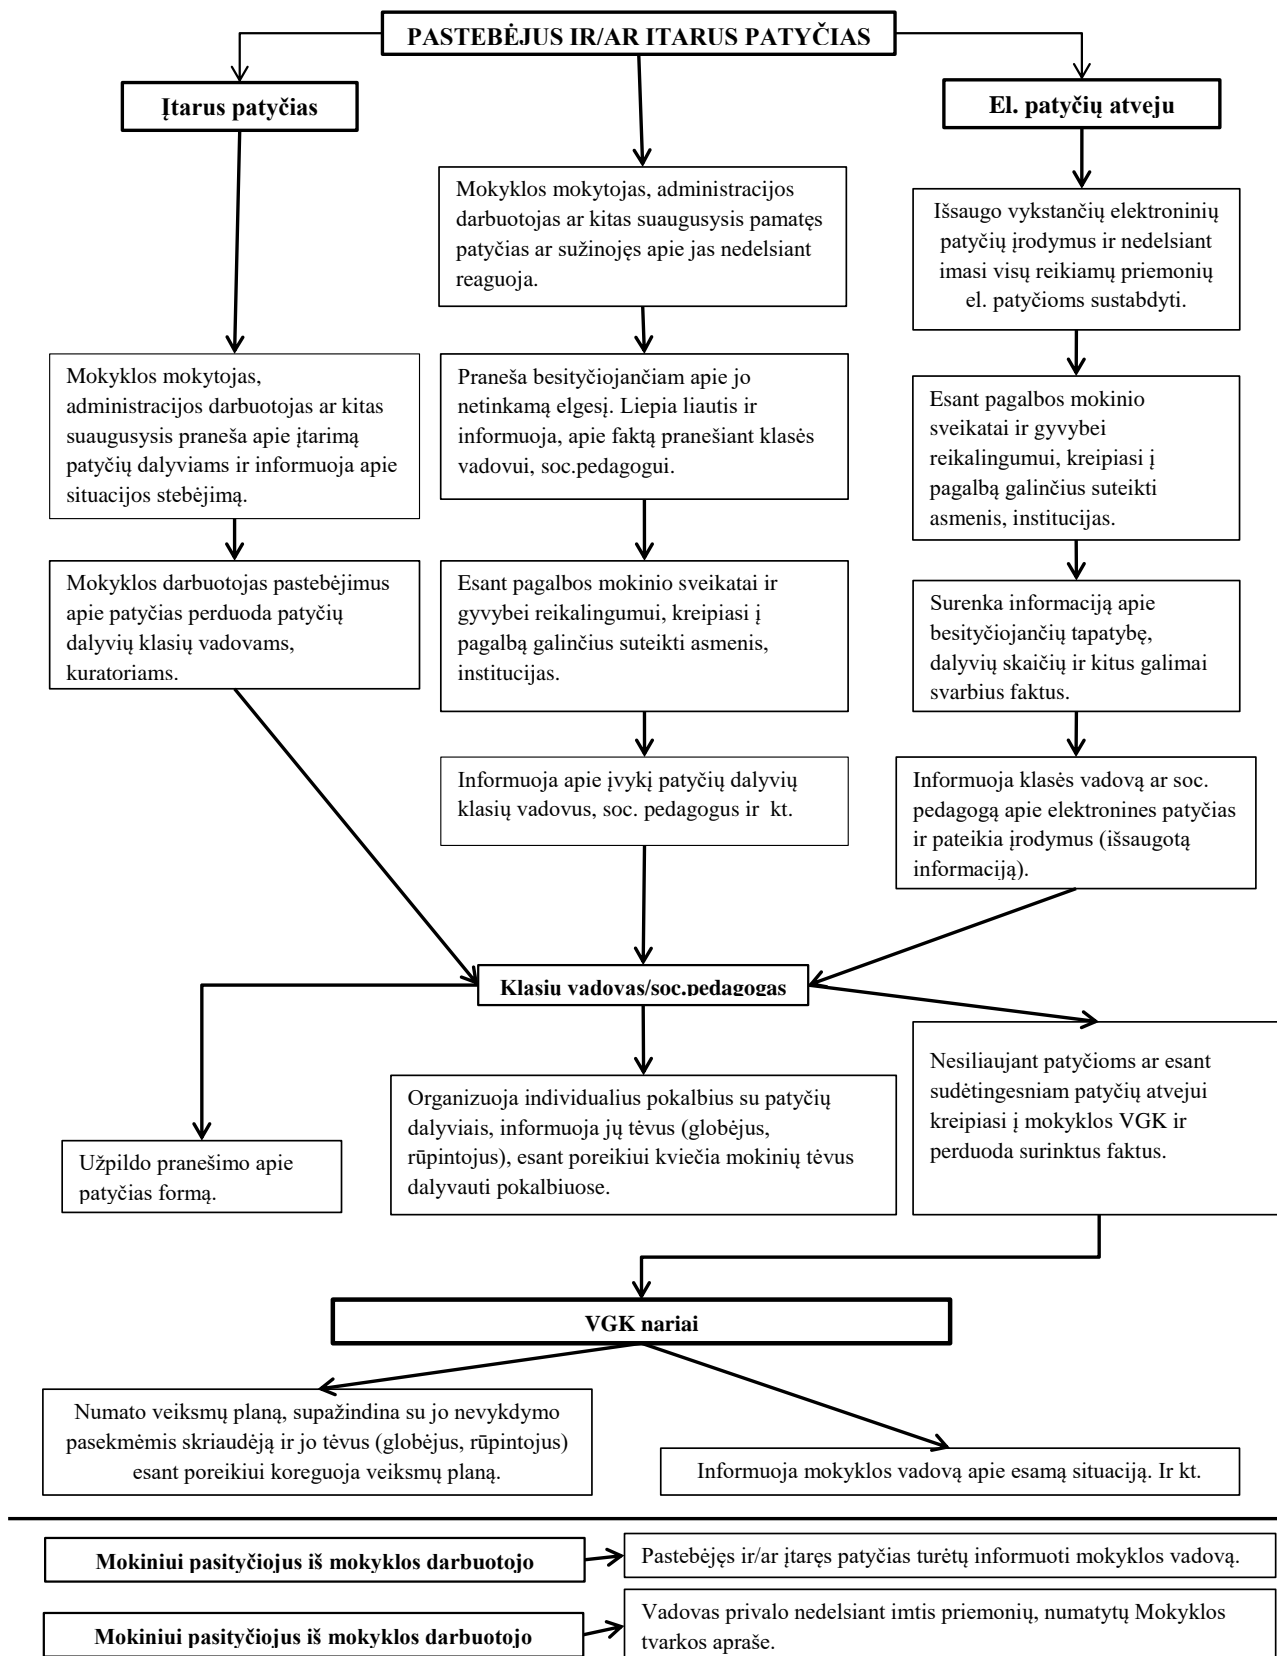 PASTEBĖJUS IR/AR ITARUS PATYČIAS
Įtarus patyčias
El. patyčių atveju
Mokyklos mokytojas, administracijos
darbuotojas ar kitas suaugusysis pamatęs
patyčias ar sužinojęs apie jas nedelsiant
reaguoja.
Išsaugo vykstančių elektroninių
patyčių įrodymus ir nedelsiant
imasi visų reikiamų priemonių
el. patyčioms sustabdyti.
Mokyklos mokytojas,
administracijos darbuotojas ar kitas
suaugusysis praneša apie įtarimą
patyčių dalyviams ir informuoja apie
situacijos stebėjimą.
Praneša besityčiojančiam apie jo
netinkamą elgesį. Liepia liautis ir
informuoja, apie faktą pranešiant klasės
vadovui, soc.pedagogui.
Esant pagalbos mokinio
sveikatai ir gyvybei
reikalingumui, kreipiasi į
pagalbą galinčius suteikti
asmenis, institucijas.
Mokyklos darbuotojas pastebėjimus
apie patyčias perduoda patyčių
dalyvių klasių vadovams,
kuratoriams.
Esant pagalbos mokinio sveikatai ir
gyvybei reikalingumui, kreipiasi į
pagalbą galinčius suteikti asmenis,
institucijas.
Surenka informaciją apie
besityčiojančių tapatybę,
dalyvių skaičių ir kitus galimai
svarbius faktus.
Informuoja apie įvykį patyčių dalyvių
klasių vadovus, soc. pedagogus ir  kt.
Informuoja klasės vadovą ar soc.
pedagogą apie elektronines patyčias
ir pateikia įrodymus (išsaugotą
informaciją).
Klasiu vadovas/soc.pedagogas
Užpildo pranešimo apie
patyčias formą.
Organizuoja individualius pokalbius su patyčių
dalyviais, informuoja jų tėvus (globėjus,
rūpintojus), esant poreikiui kviečia mokinių tėvus
dalyvauti pokalbiuose.
Nesiliaujant patyčioms ar esant
sudėtingesniam patyčių atvejui
kreipiasi į mokyklos VGK ir
perduoda surinktus faktus.
VGK nariai
Numato veiksmų planą, supažindina su jo nevykdymo
pasekmėmis skriaudėją ir jo tėvus (globėjus, rūpintojus)
esant poreikiui koreguoja veiksmų planą.
Informuoja mokyklos vadovą apie esamą situaciją. Ir kt.
Mokiniui pasityčiojus iš mokyklos darbuotojo
Pastebėjęs ir/ar įtaręs patyčias turėtų informuoti mokyklos vadovą.
Mokiniui pasityčiojus iš mokyklos darbuotojo
Vadovas privalo nedelsiant imtis priemonių, numatytų Mokyklos
tvarkos apraše.